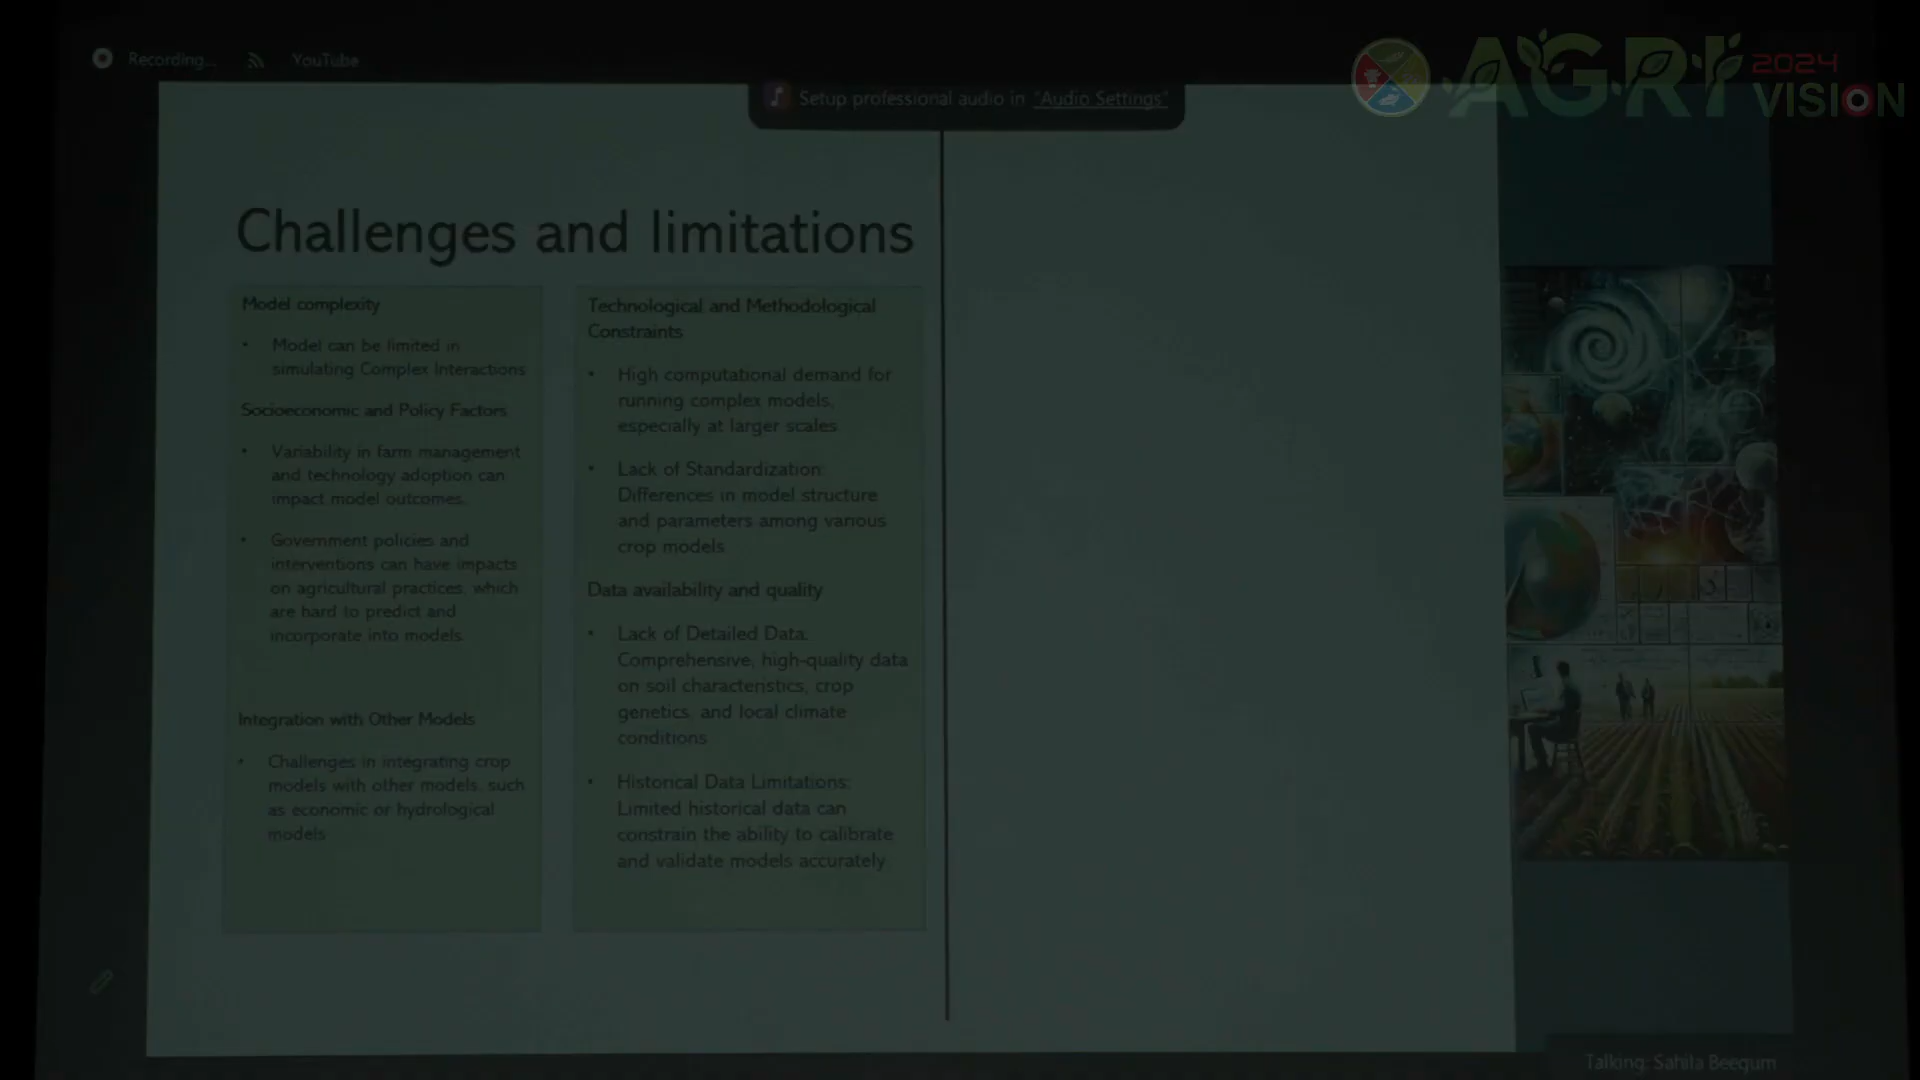 Recording...
YouTube
Setup professional audio in "Audio Settings"
AGRI
2024
VISION
Challenges and limitations
Model complexity
• Model can be limited in
simulating Complex Interactions
Socioeconomic and Policy Factors
• Variability in farm management
and technology adoption can
impact model outcomes.
• Government policies and
interventions can have impacts
on agricultural practices, which
are hard to predict and
incorporate into models.
Integration with Other Models
• Challenges in integrating crop
models with other models, such
as economic or hydrological
models
Technological and Methodological
Constraints
• High computational demand for
running complex models,
especially at larger scales
• Lack of Standardization:
Differences in model structure
and parameters among various
crop models
Data availability and quality
• Lack of Detailed Data:
Comprehensive, high-quality data
on soil characteristics, crop
genetics, and local climate
conditions
• Historical Data Limitations:
Limited historical data can
constrain the ability to calibrate
and validate models accurately
Talking: Sahila Beegum